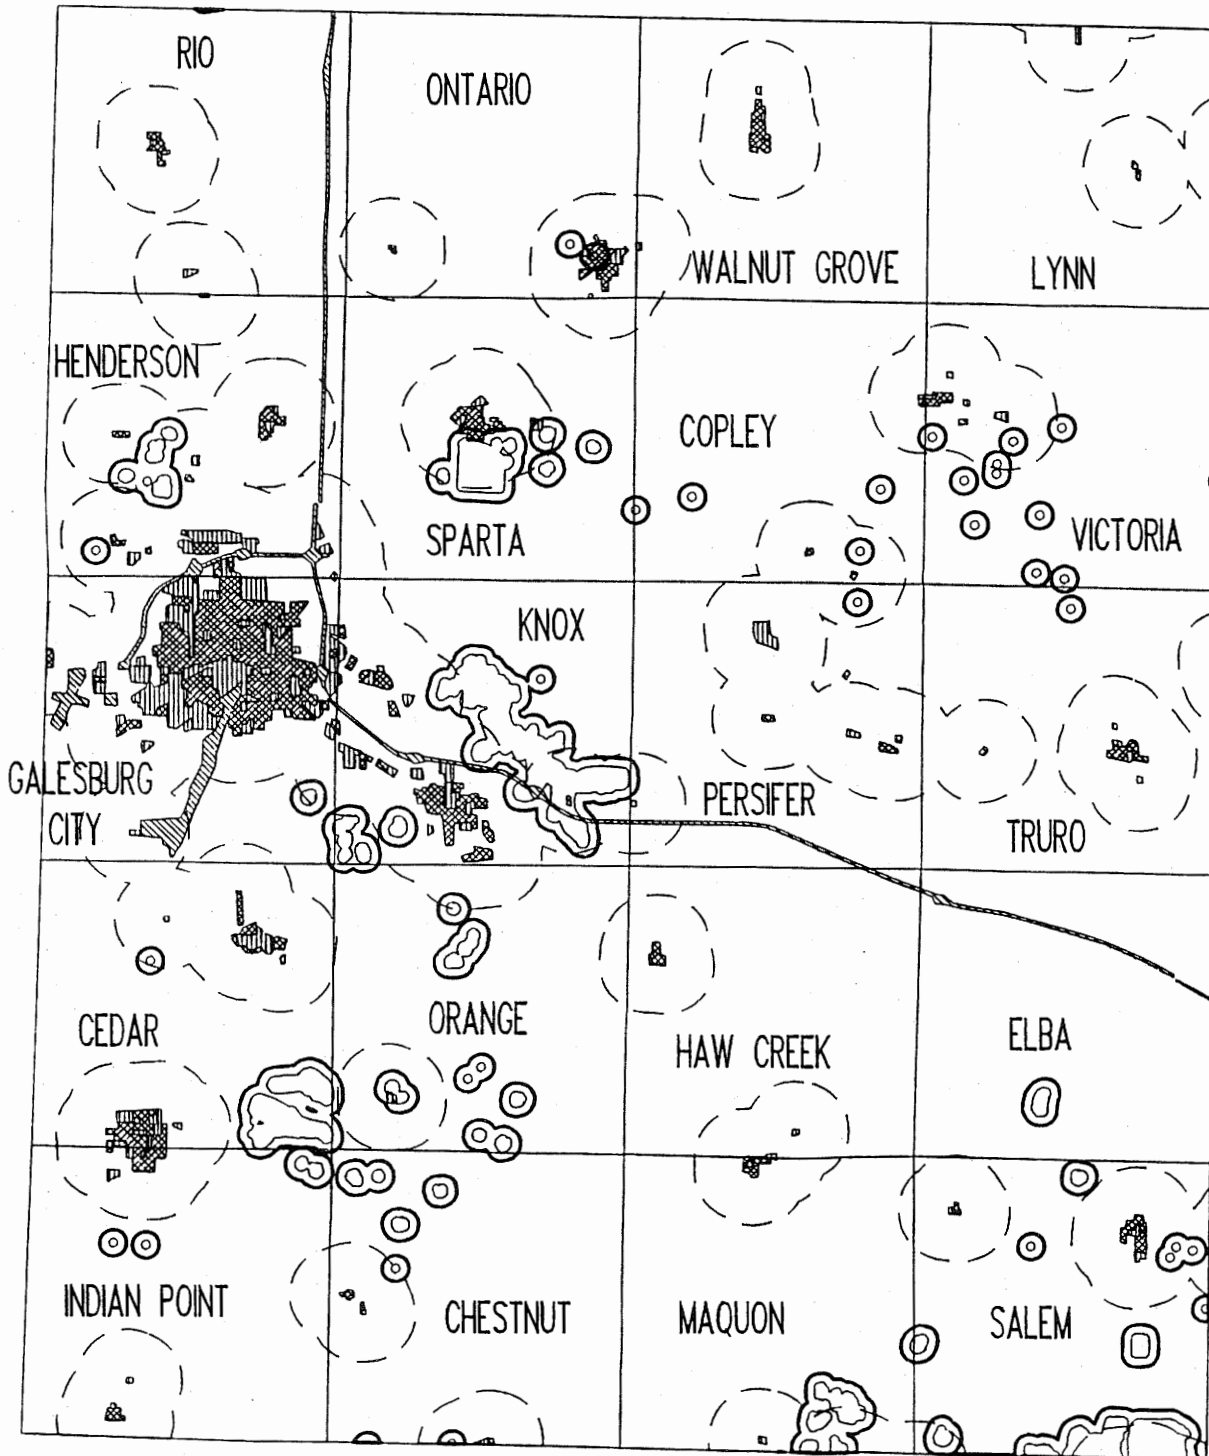 RIO
ONTARIO
WALNUT GROVE
LYNN
HENDERSON
COPLEY
SPARTA
VICTORIA
KNOX
GALESBURG
CITY
PERSIFER
TRURO
CEDAR
ORANGE
HAW CREEK
ELBA
INDIAN POINT
CHESTNUT
MAQUON
SALEM